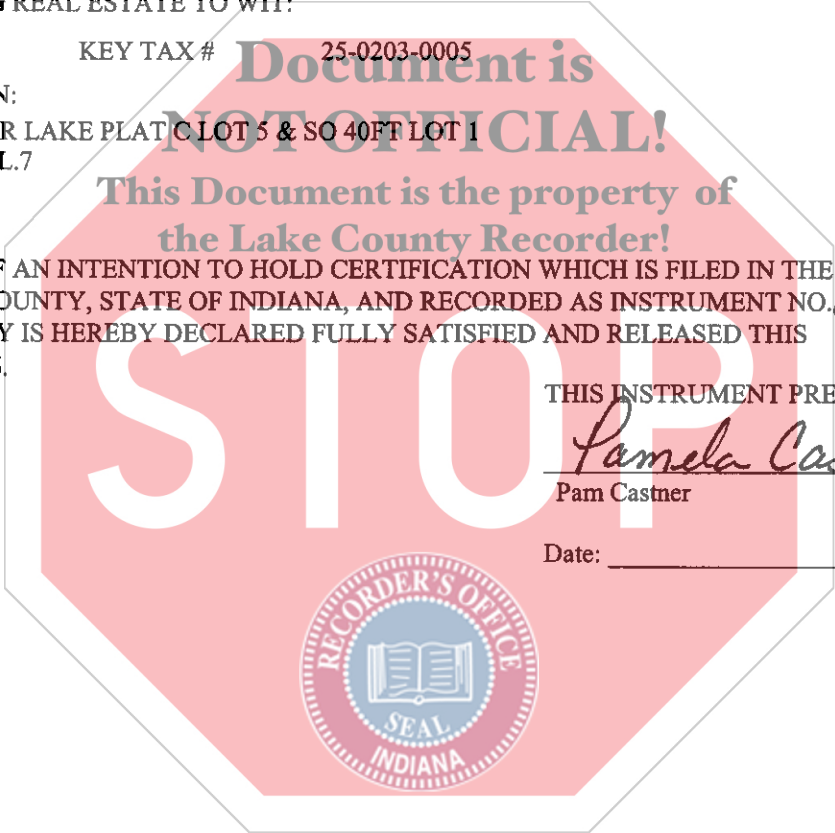 REAL ESTATE TO WIT:
KEY TAX # 25-0203-0005
Document is
N:
R LAKE PLAT C LOT 5 & SO 40FT LOT 1
NOT OFFICIAL!
L.7
This Document is the property of
the Lake County Recorder!
F AN INTENTION TO HOLD CERTIFICATION WHICH IS FILED IN THE
OUNTY, STATE OF INDIANA, AND RECORDED AS INSTRUMENT NO.
Y IS HEREBY DECLARED FULLY SATISFIED AND RELEASED THIS
STOP
THIS INSTRUMENT PRE
Pamela Cas
Pam Castner
Date:
RECORDER'S OFFICE
SEAL
INDIANA